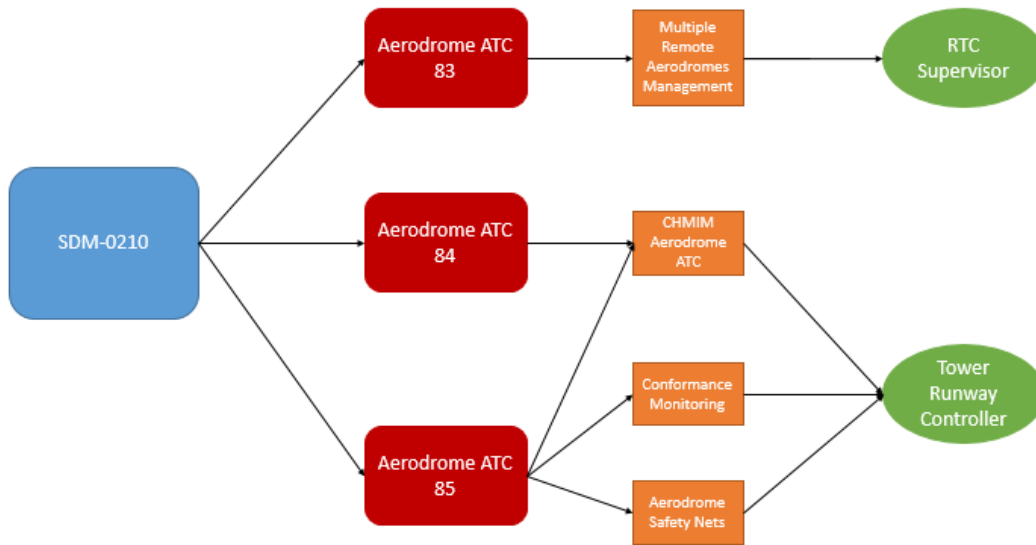 Aerodrome ATC
83
Multiple
Remote
Aerodromes
Management
RTC
Supervisor
SDM-0210
Aerodrome ATC
84
CHMIM
Aerodrome
ATC
Conformance
Monitoring
Tower
Runway
Controller
Aerodrome ATC
85
Aerodrome
Safety Nets